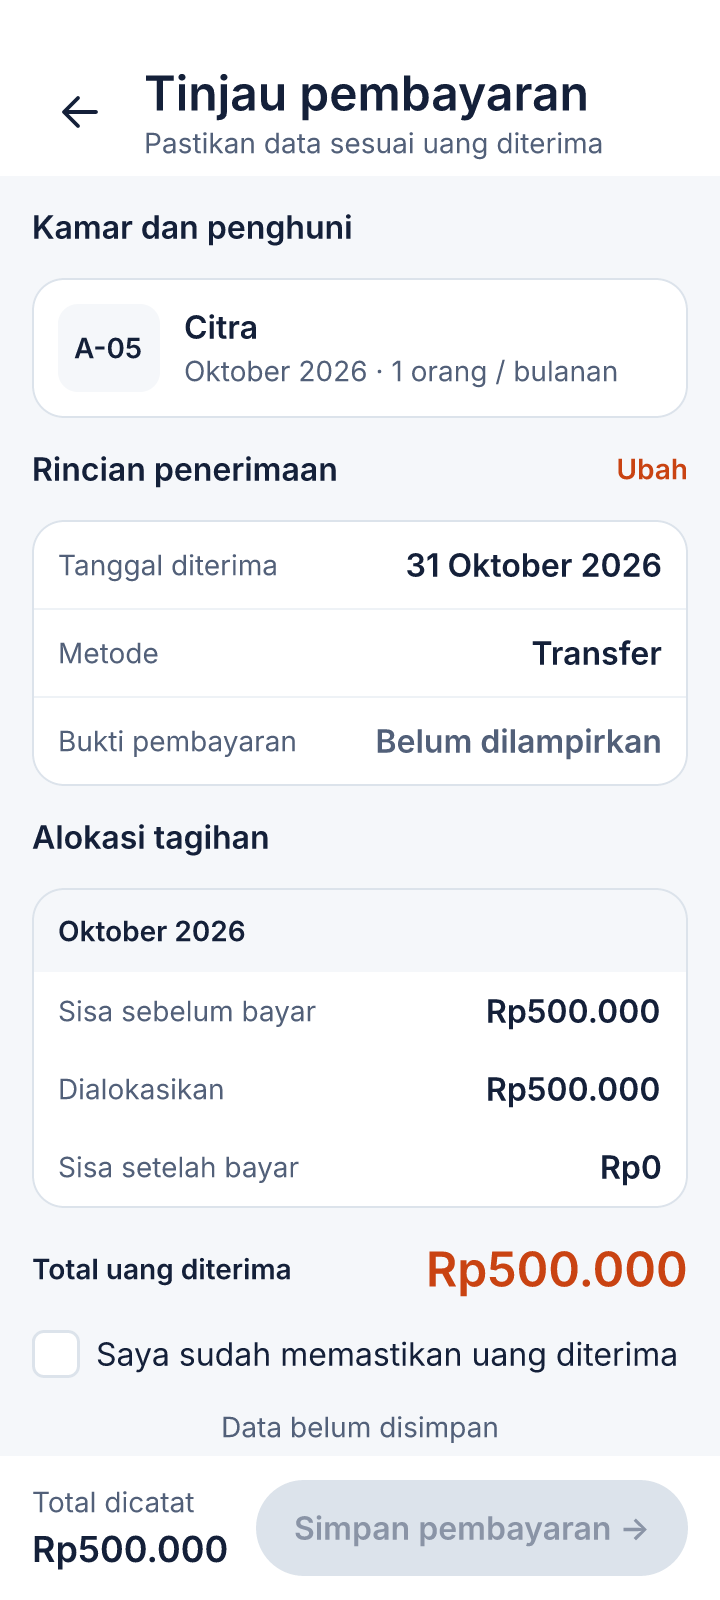 Tinjau pembayaran
Pastikan data sesuai uang diterima
Kamar dan penghuni
A-05
Citra
Oktober 2026 · 1 orang / bulanan
Rincian penerimaan
Ubah
Tanggal diterima
31 Oktober 2026
Metode
Transfer
Bukti pembayaran
Belum dilampirkan
Alokasi tagihan
Oktober 2026
Sisa sebelum bayar
Rp500.000
Dialokasikan
Rp500.000
Sisa setelah bayar
Rp0
Total uang diterima
Rp500.000
Saya sudah memastikan uang diterima
Data belum disimpan
Total dicatat
Rp500.000
Simpan pembayaran →